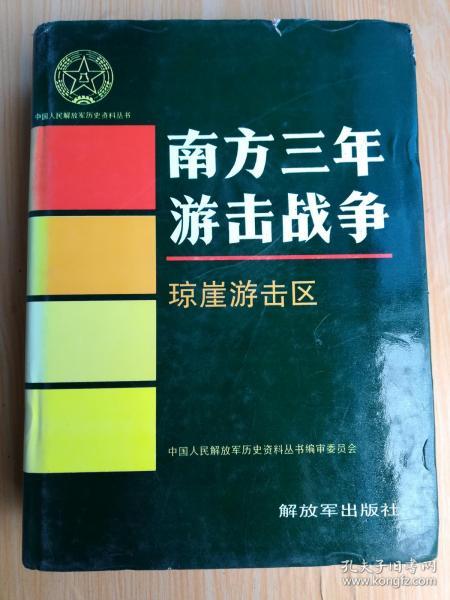 八一
中国人民解放军历史资料丛书
南方三年
游击战争
琼崖游击区
中国人民解放军历史资料丛书编审委员会
解放军出版社
孔夫子旧书网
www.kongfz.com